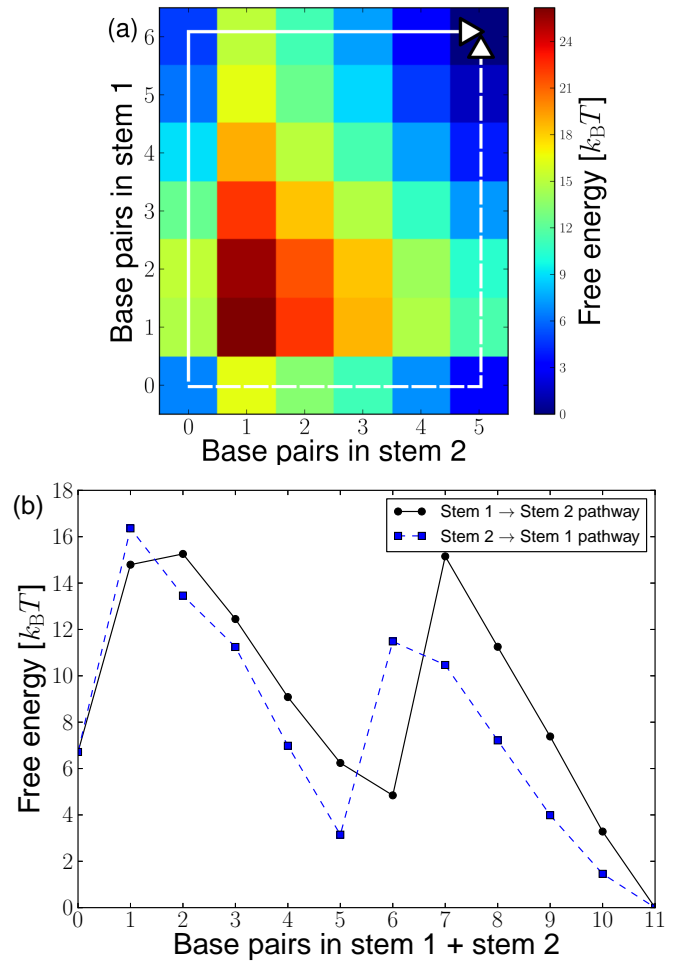 (a)
6
5
4
3
2
1
0
Base pairs in stem 1
0 1 2 3 4 5
Base pairs in stem 2
24
21
18
15
12
9
6
3
0
Free energy [k_B T]
(b)
18
16
14
12
10
8
6
4
2
0
Free energy [k_B T]
Stem 1 → Stem 2 pathway
Stem 2 → Stem 1 pathway
0 1 2 3 4 5 6 7 8 9 10 11
Base pairs in stem 1 + stem 2